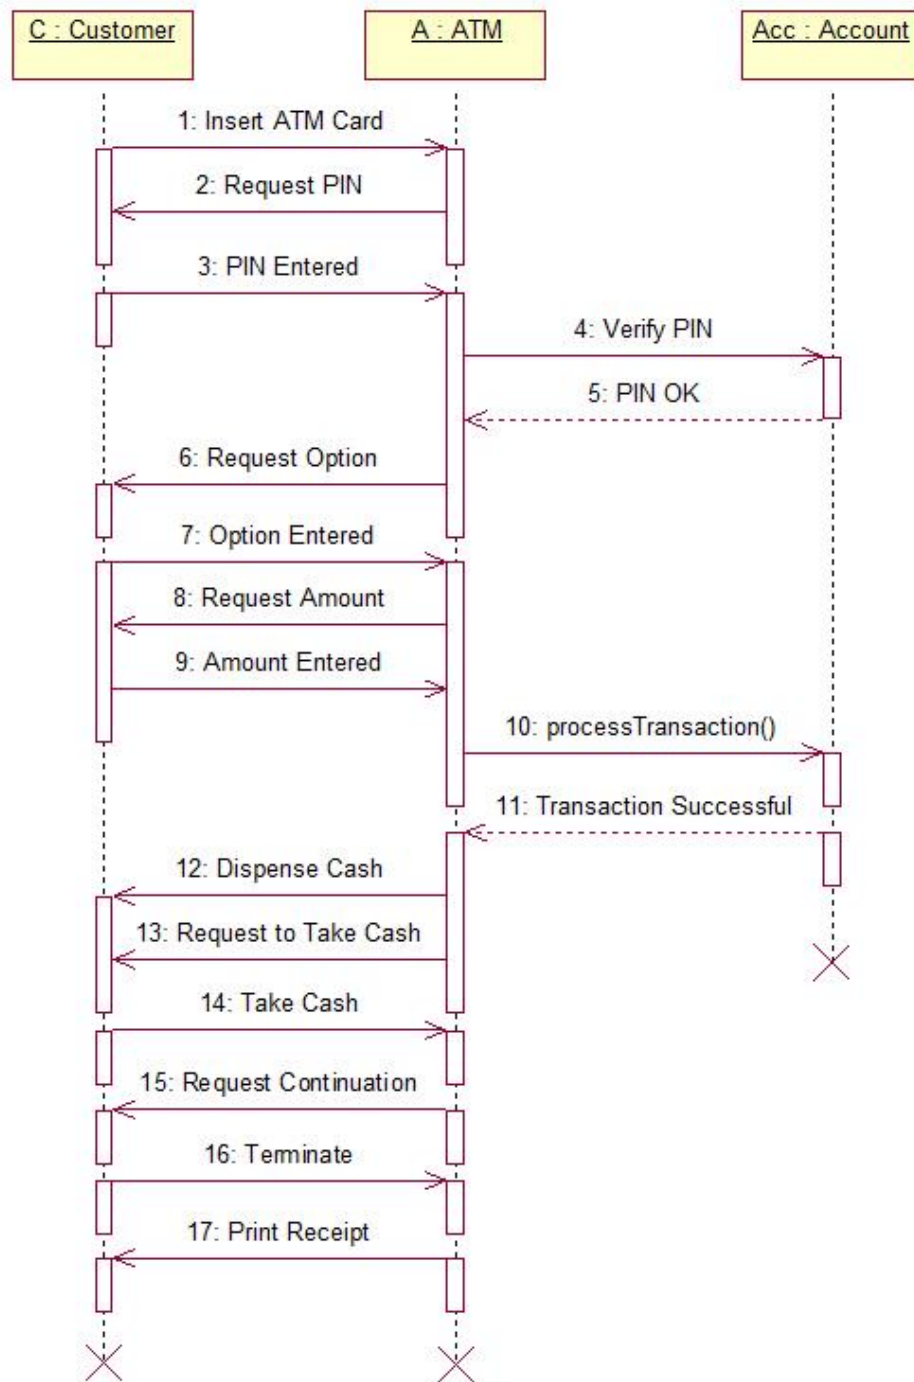 C : Customer
A : ATM
Acc : Account
1: Insert ATM Card
2: Request PIN
3: PIN Entered
4: Verify PIN
5: PIN OK
6: Request Option
7: Option Entered
8: Request Amount
9: Amount Entered
10: processTransaction()
11: Transaction Successful
12: Dispense Cash
13: Request to Take Cash
14: Take Cash
15: Request Continuation
16: Terminate
17: Print Receipt